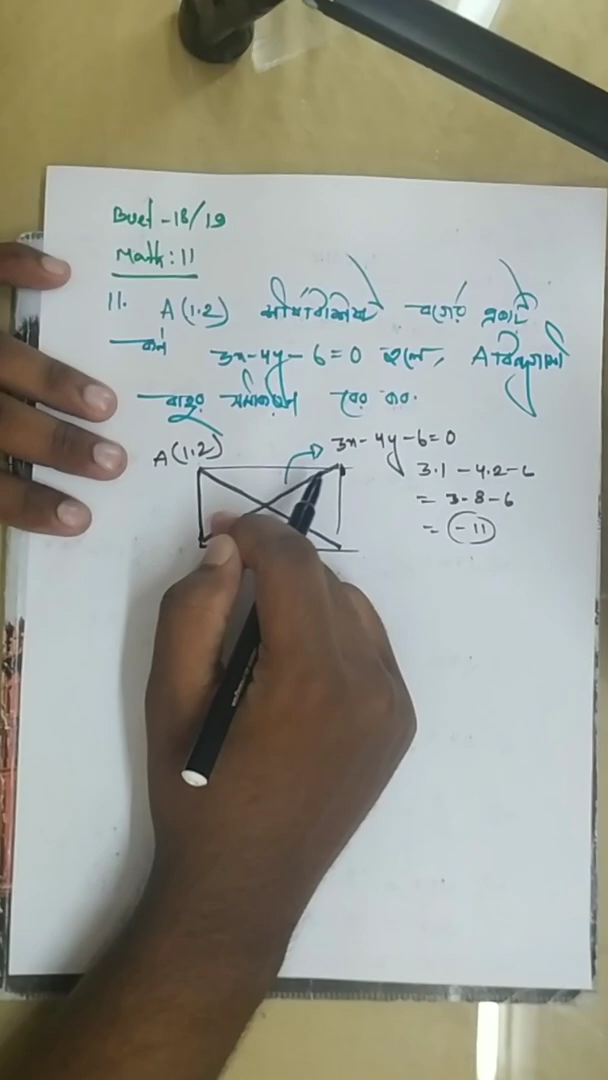 Buet - 18/19
Math : 11
11. A(1.2) শীর্ষবিশিষ্ট বর্গের একটি
কর্ণ 3x-4y-6=0 হলে, A বিন্দুগামী
বাহুর সমীকরণ বের কর.
A(1.2)
3x-4y-6=0
3.1-4.2-6
= 3-8-6
= -11